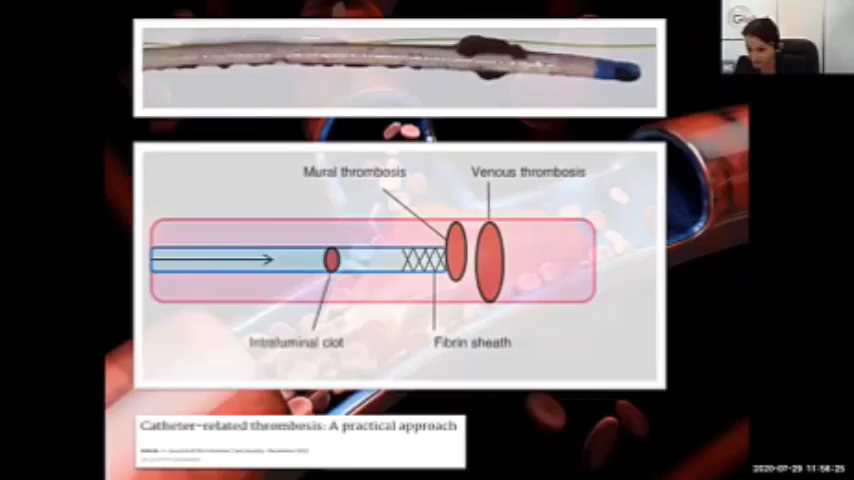 Mural thrombosis
Venous thrombosis
Intraluminal clot
Fibrin sheath
Catheter-related thrombosis: A practical approach
2020-07-29 11:56:25